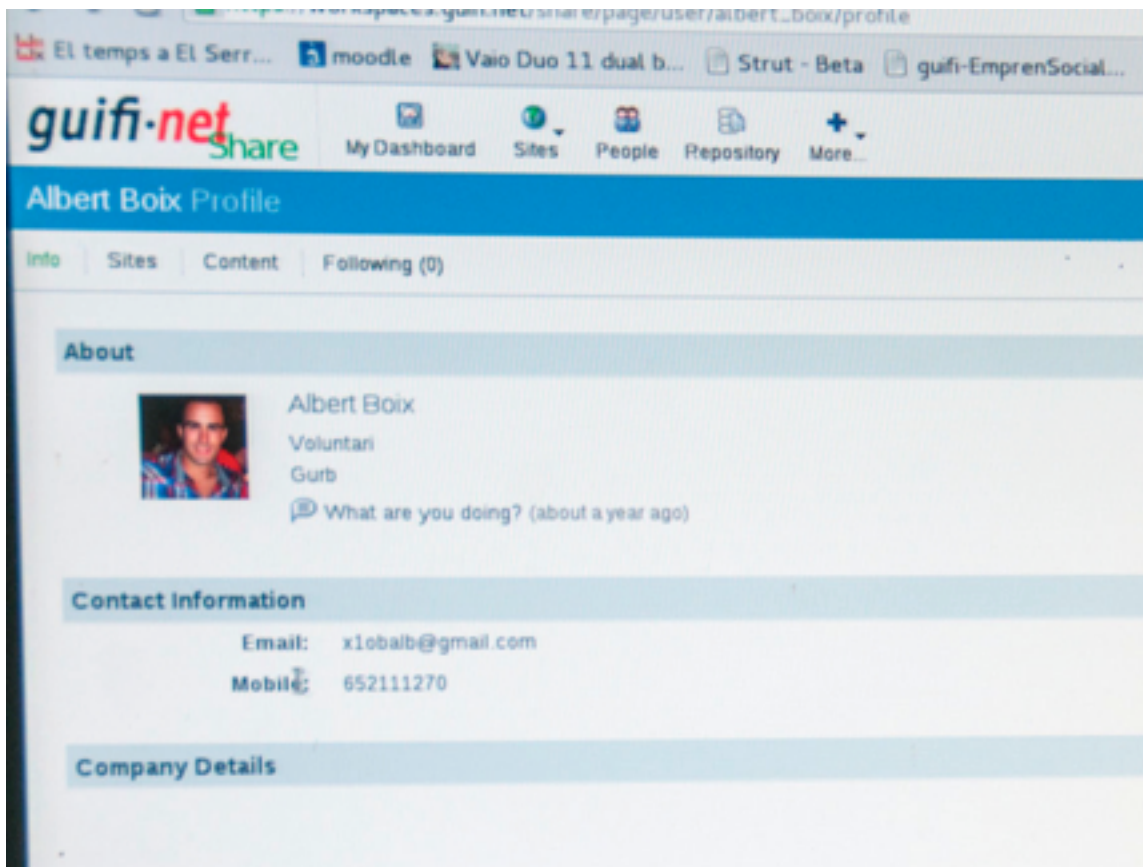 workspaces.guifi.net/share/page/user/albert_boix/profile
El temps a El Serr... moodle Vaio Duo 11 dual b... Strut - Beta guifi-EmprenSocial...
guifi·net Share My Dashboard Sites People Repository More...
Albert Boix Profile
Info Sites Content Following (0)
About
Albert Boix
Voluntari
Gurb
What are you doing? (about a year ago)
Contact Information
Email: x1obalb@gmail.com
Mobile: 652111270
Company Details